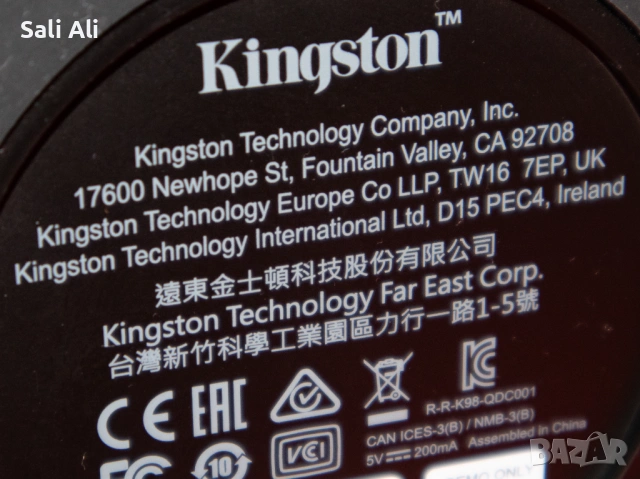 Sali Ali
Kingston™
Kingston Technology Company, Inc.
17600 Newhope St, Fountain Valley, CA 92708
Kingston Technology Europe Co LLP, TW16 7EP, UK
Kingston Technology International Ltd, D15 PEC4, Ireland
遠東金士頓科技股份有限公司
Kingston Technology Far East Corp.
台灣新竹科學工業園區力行一路1-5號
CE EAC
R-R-K98-QDC001
CAN ICES-3(B) / NMB-3(B)
5V 200mA Assembled in China
FC 10 VCI
DEMO ONLY
BAZAR